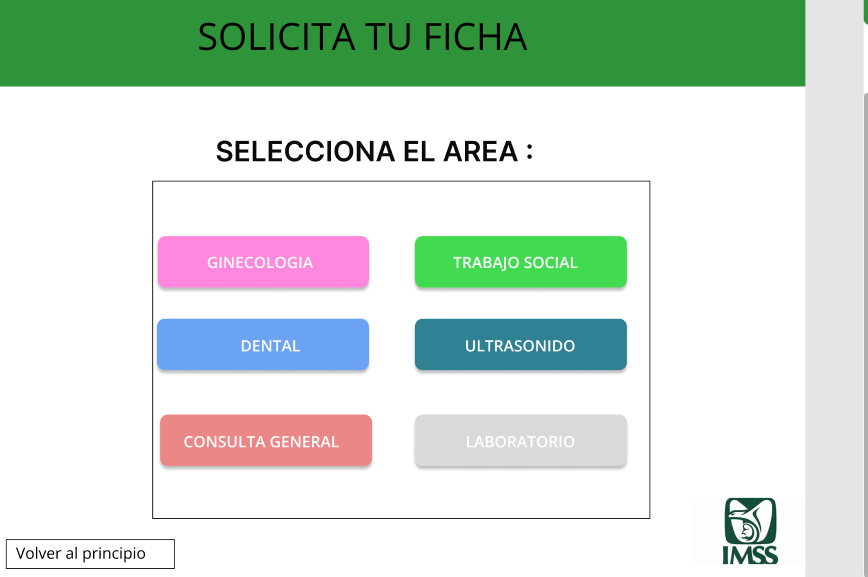 SOLICITA TU FICHA
SELECCIONA EL AREA :
GINECOLOGIA
TRABAJO SOCIAL
DENTAL
ULTRASONIDO
CONSULTA GENERAL
LABORATORIO
IMSS
Volver al principio